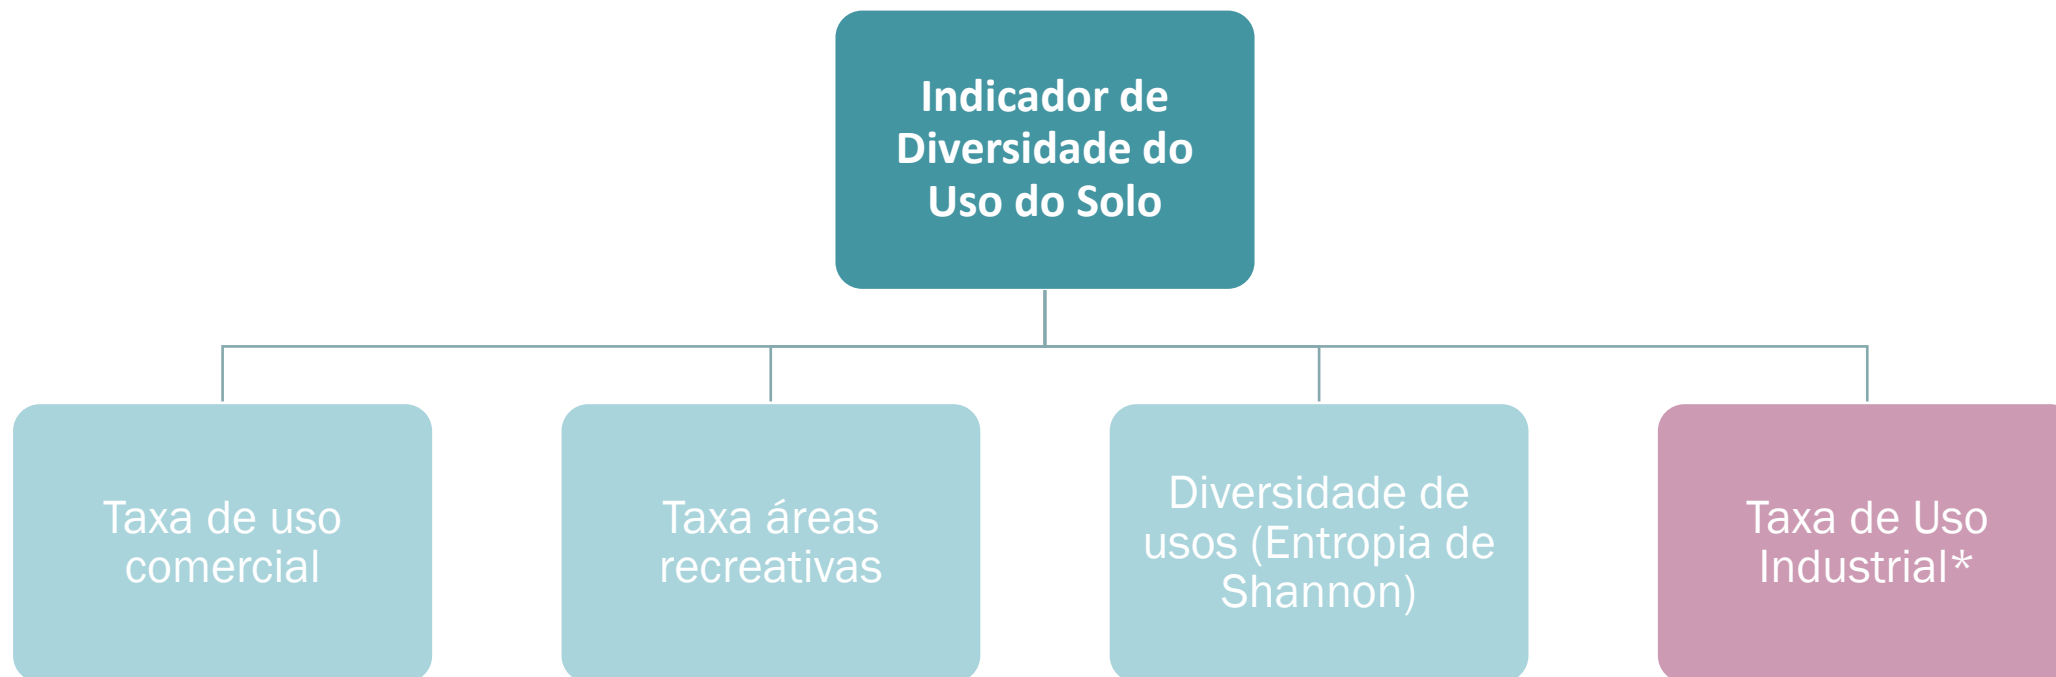 Indicador de
Diversidade do
Uso do Solo
Taxa de uso
comercial
Taxa áreas
recreativas
Diversidade de
usos (Entropia de
Shannon)
Taxa de Uso
Industrial*